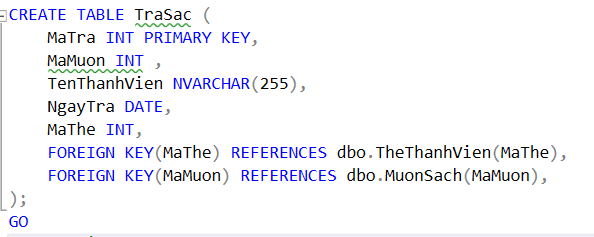 CREATE TABLE TraSac (
MaTra INT PRIMARY KEY,
MaMuon INT ,
TenThanhVien NVARCHAR(255),
NgayTra DATE,
MaThe INT,
FOREIGN KEY(MaThe) REFERENCES dbo.TheThanhVien(MaThe),
FOREIGN KEY(MaMuon) REFERENCES dbo.MuonSach(MaMuon),
);
GO